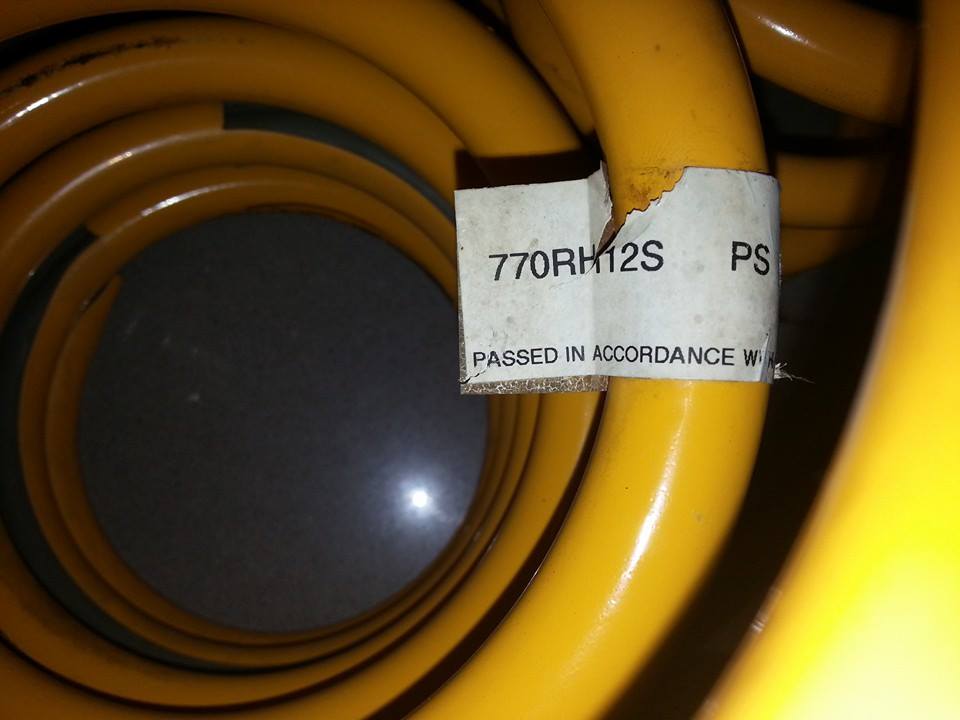 770RH12S PS
PASSED IN ACCORDANCE